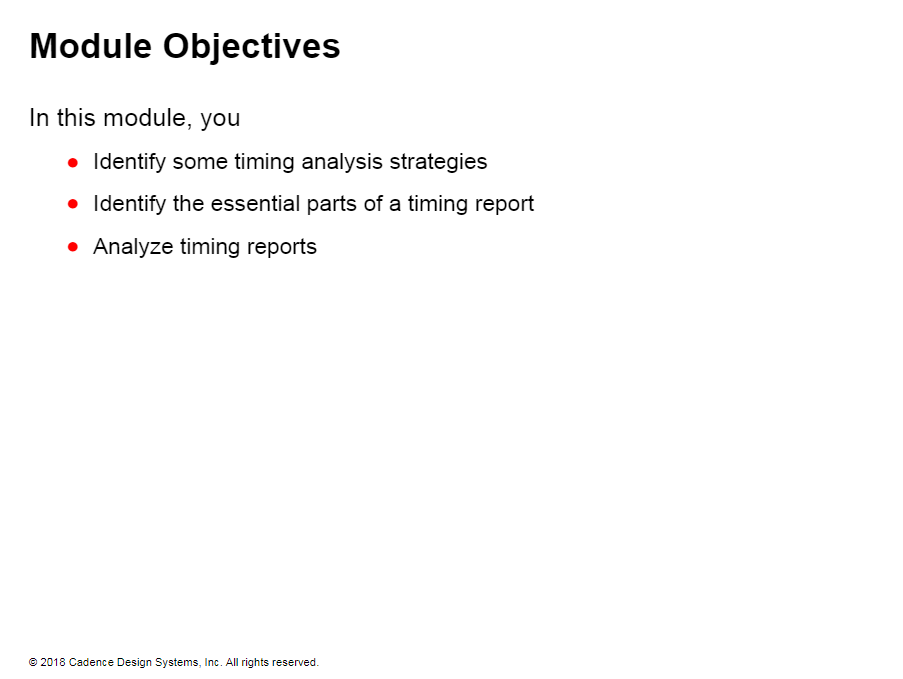 Module Objectives
In this module, you
● Identify some timing analysis strategies
● Identify the essential parts of a timing report
● Analyze timing reports
© 2018 Cadence Design Systems, Inc. All rights reserved.